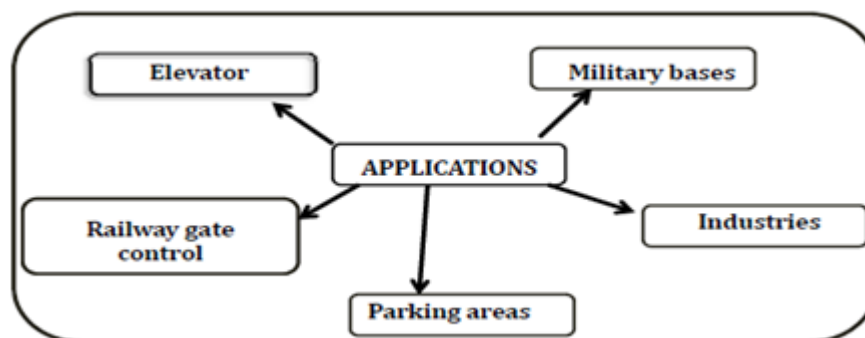 Elevator
Military bases
APPLICATIONS
Railway gate
control
Industries
Parking areas